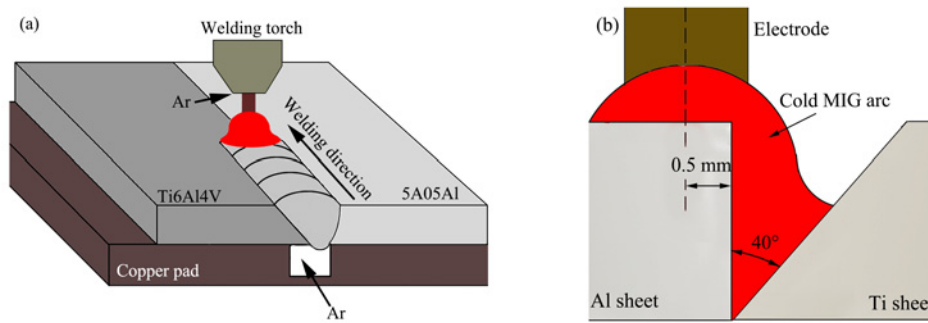 (a)
Welding torch
Ar
Welding direction
Ti6Al4V
5A05Al
Copper pad
Ar
(b)
Electrode
Cold MIG arc
0.5 mm
40°
Al sheet
Ti shee